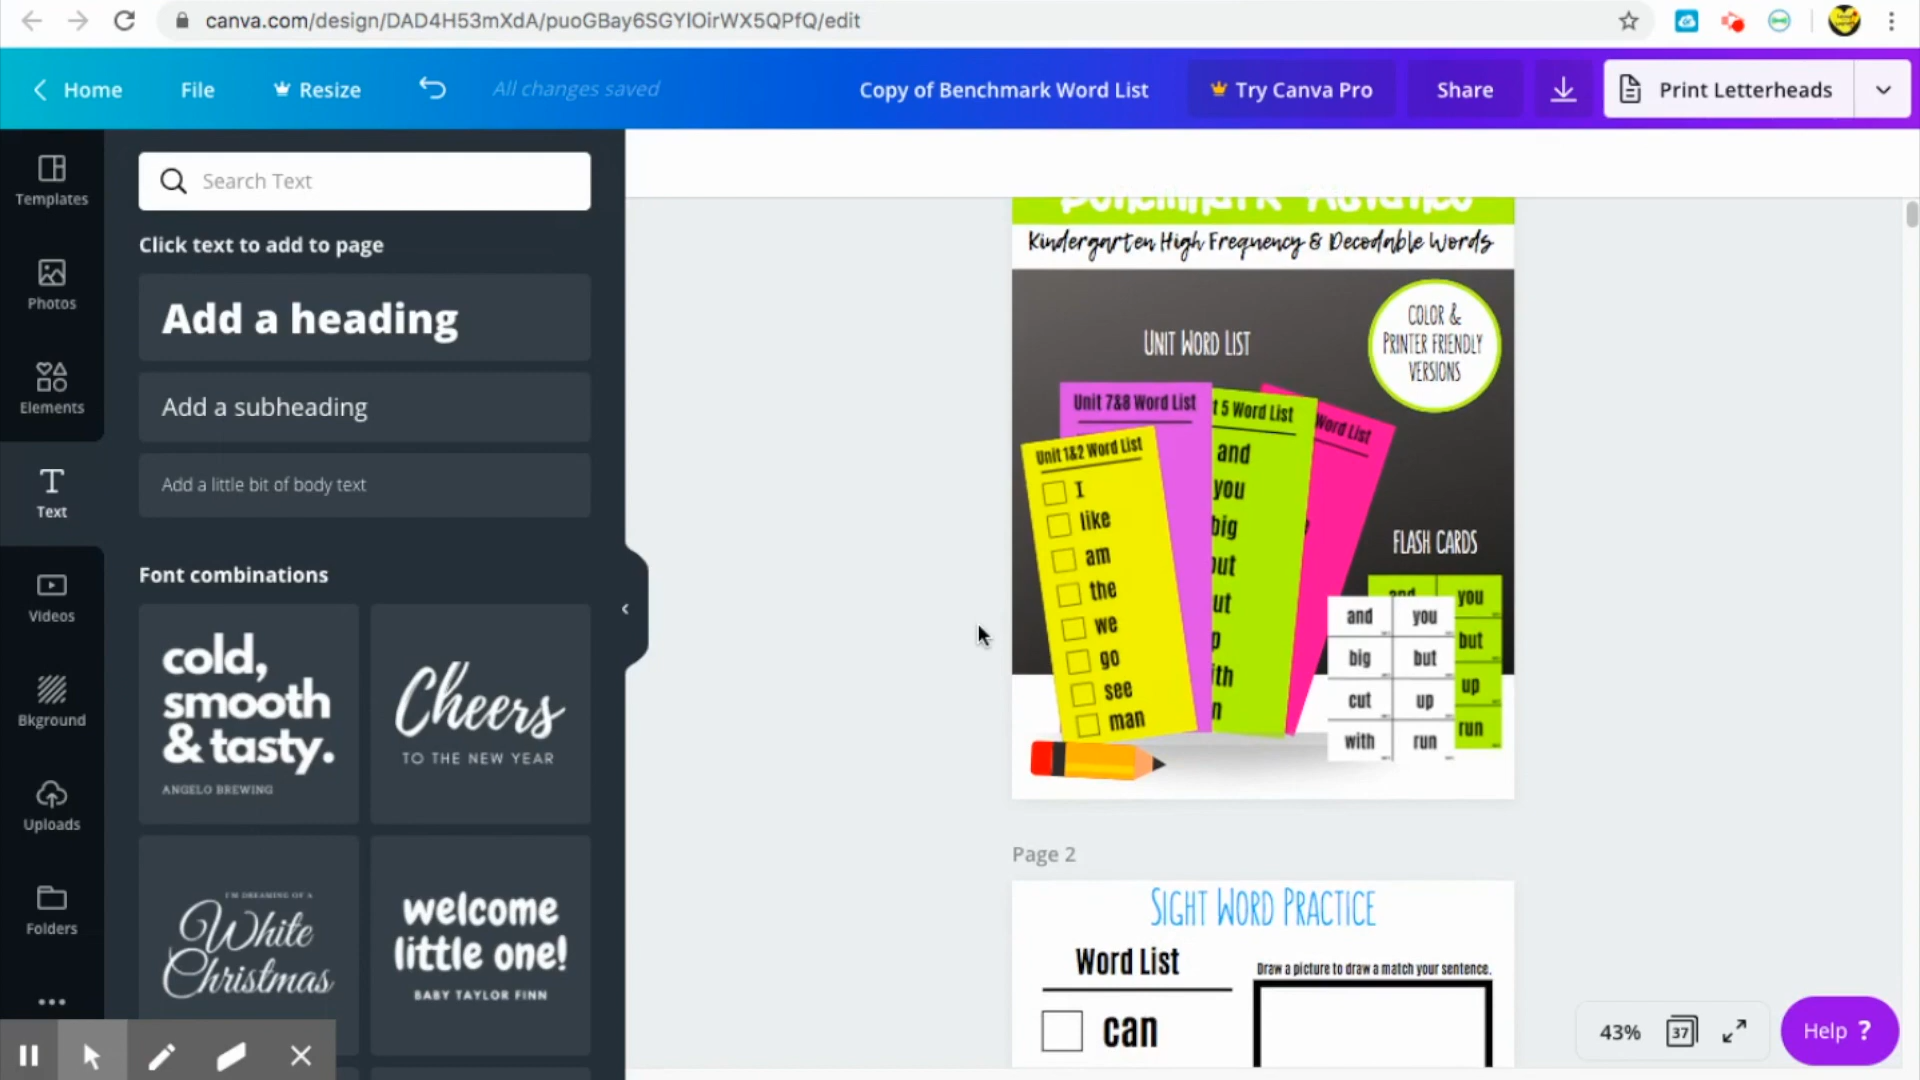 canva.com/design/DAD4H53mXdA/puoGBay6SGYlOirWX5QPfQ/edit
Home
File
Resize
All changes saved
Copy of Benchmark Word List
Try Canva Pro
Share
Print Letterheads
Templates
Photos
Elements
Text
Videos
Bkground
Uploads
Folders
Search Text
Click text to add to page
Add a heading
Add a subheading
Add a little bit of body text
Font combinations
cold,
smooth
& tasty.
ANGELO BREWING
Cheers
TO THE NEW YEAR
I'M DREAMING OF A
White
Christmas
welcome
little one!
BABY TAYLOR FINN
Kindergarten High Frequency & Decodable Words
UNIT WORD LIST
COLOR &
PRINTER FRIENDLY
VERSIONS
Unit 7&8 Word List
5 Word List
and
you
big
Word List
Unit 1&2 Word List
I
like
am
the
we
go
see
man
FLASH CARDS
and you
but
up
run
and you
big but
cut up
with run
Page 2
SIGHT WORD PRACTICE
Word List
Draw a picture to draw a match your sentence.
can
43%
37
Help ?